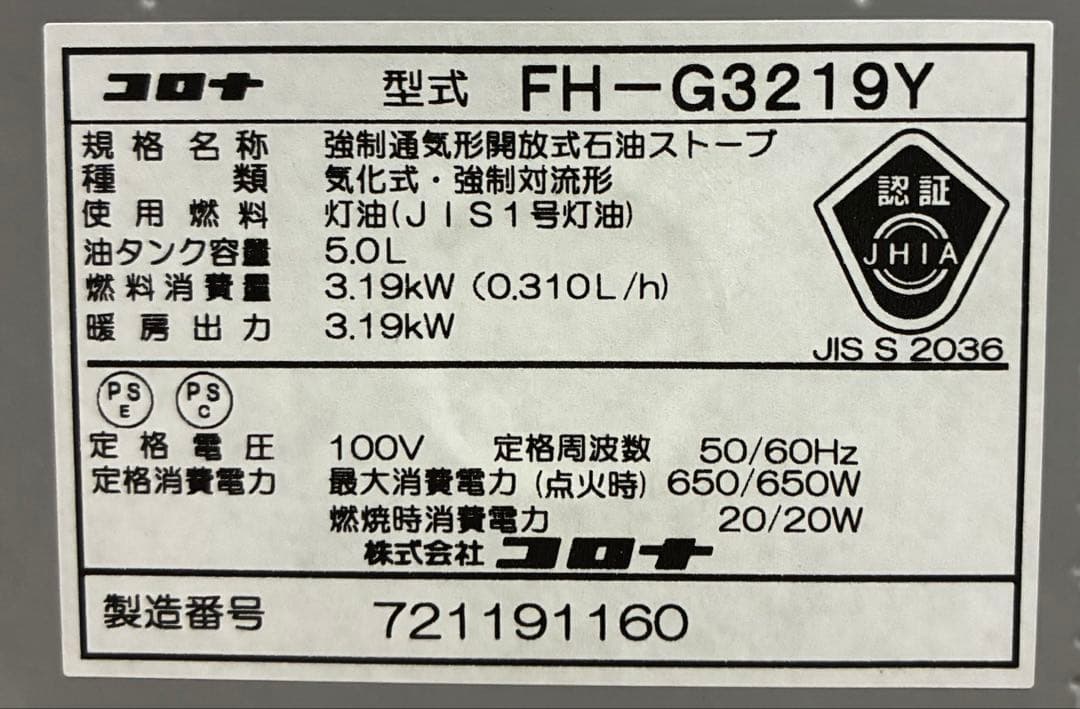 コロナ 型式 FH-G3219Y
規格名称 強制通気形開放式石油ストーブ
種類 気化式・強制対流形
使用燃料 灯油(JIS1号灯油)
油タンク容量 5.0L
燃料消費量 3.19kW (0.310L/h)
暖房出力 3.19kW
認証
JHIA
JIS S 2036
PS E PS C
定格電圧 100V 定格周波数 50/60Hz
定格消費電力 最大消費電力 (点火時) 650/650W
燃焼時消費電力 20/20W
株式会社 コロナ
製造番号 721191160